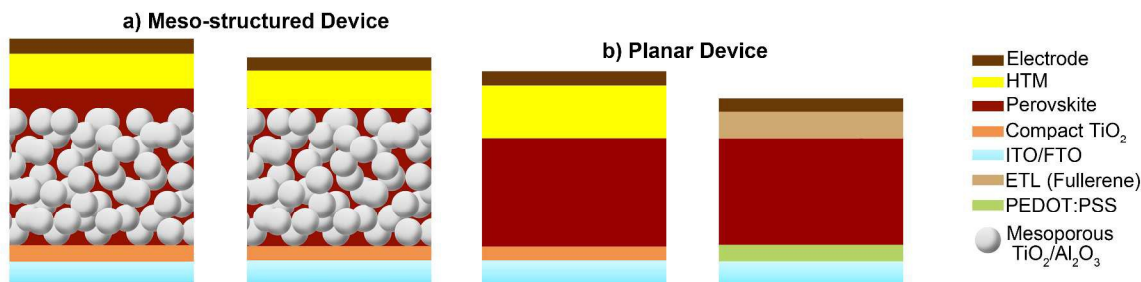 a) Meso-structured Device
b) Planar Device
Electrode
HTM
Perovskite
Compact TiO₂
ITO/FTO
ETL (Fullerene)
PEDOT:PSS
Mesoporous
TiO₂/Al₂O₃